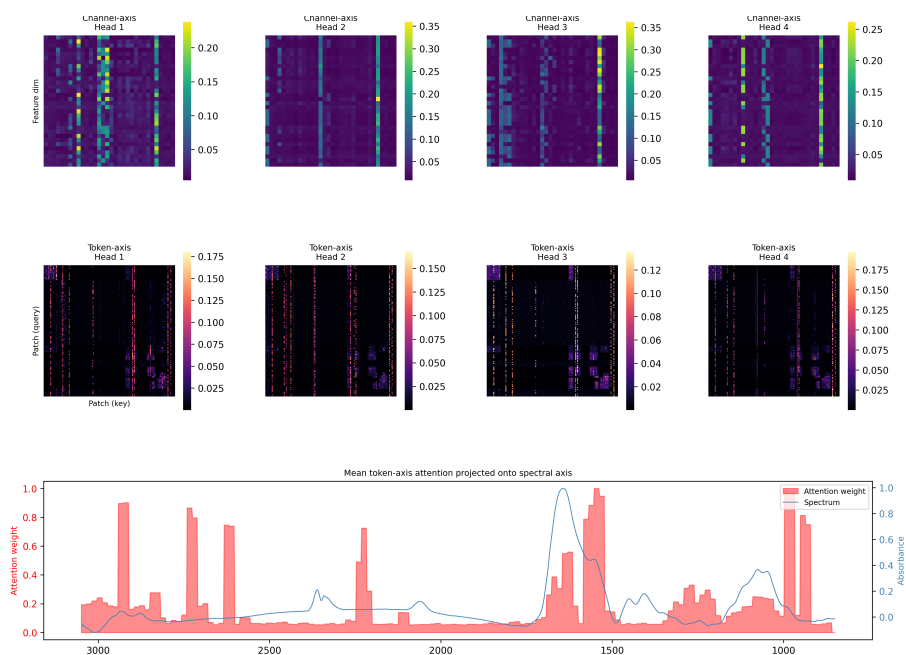 Channel-axis
Head 1
Channel-axis
Head 2
Channel-axis
Head 3
Channel-axis
Head 4
Feature dim
0.20
0.15
0.10
0.05
0.35
0.30
0.25
0.20
0.15
0.10
0.05
0.35
0.30
0.25
0.20
0.15
0.10
0.05
0.25
0.20
0.15
0.10
0.05
Token-axis
Head 1
Token-axis
Head 2
Token-axis
Head 3
Token-axis
Head 4
Patch (query)
Patch (key)
0.175
0.150
0.125
0.100
0.075
0.050
0.025
0.150
0.125
0.100
0.075
0.050
0.025
0.12
0.10
0.08
0.06
0.04
0.02
0.175
0.150
0.125
0.100
0.075
0.050
0.025
Mean token-axis attention projected onto spectral axis
Attention weight
1.0
0.8
0.6
0.4
0.2
0.0
Attention weight
Spectrum
1.0
0.8
0.6
0.4
0.2
0.0
Absorbance
3000
2500
2000
1500
1000